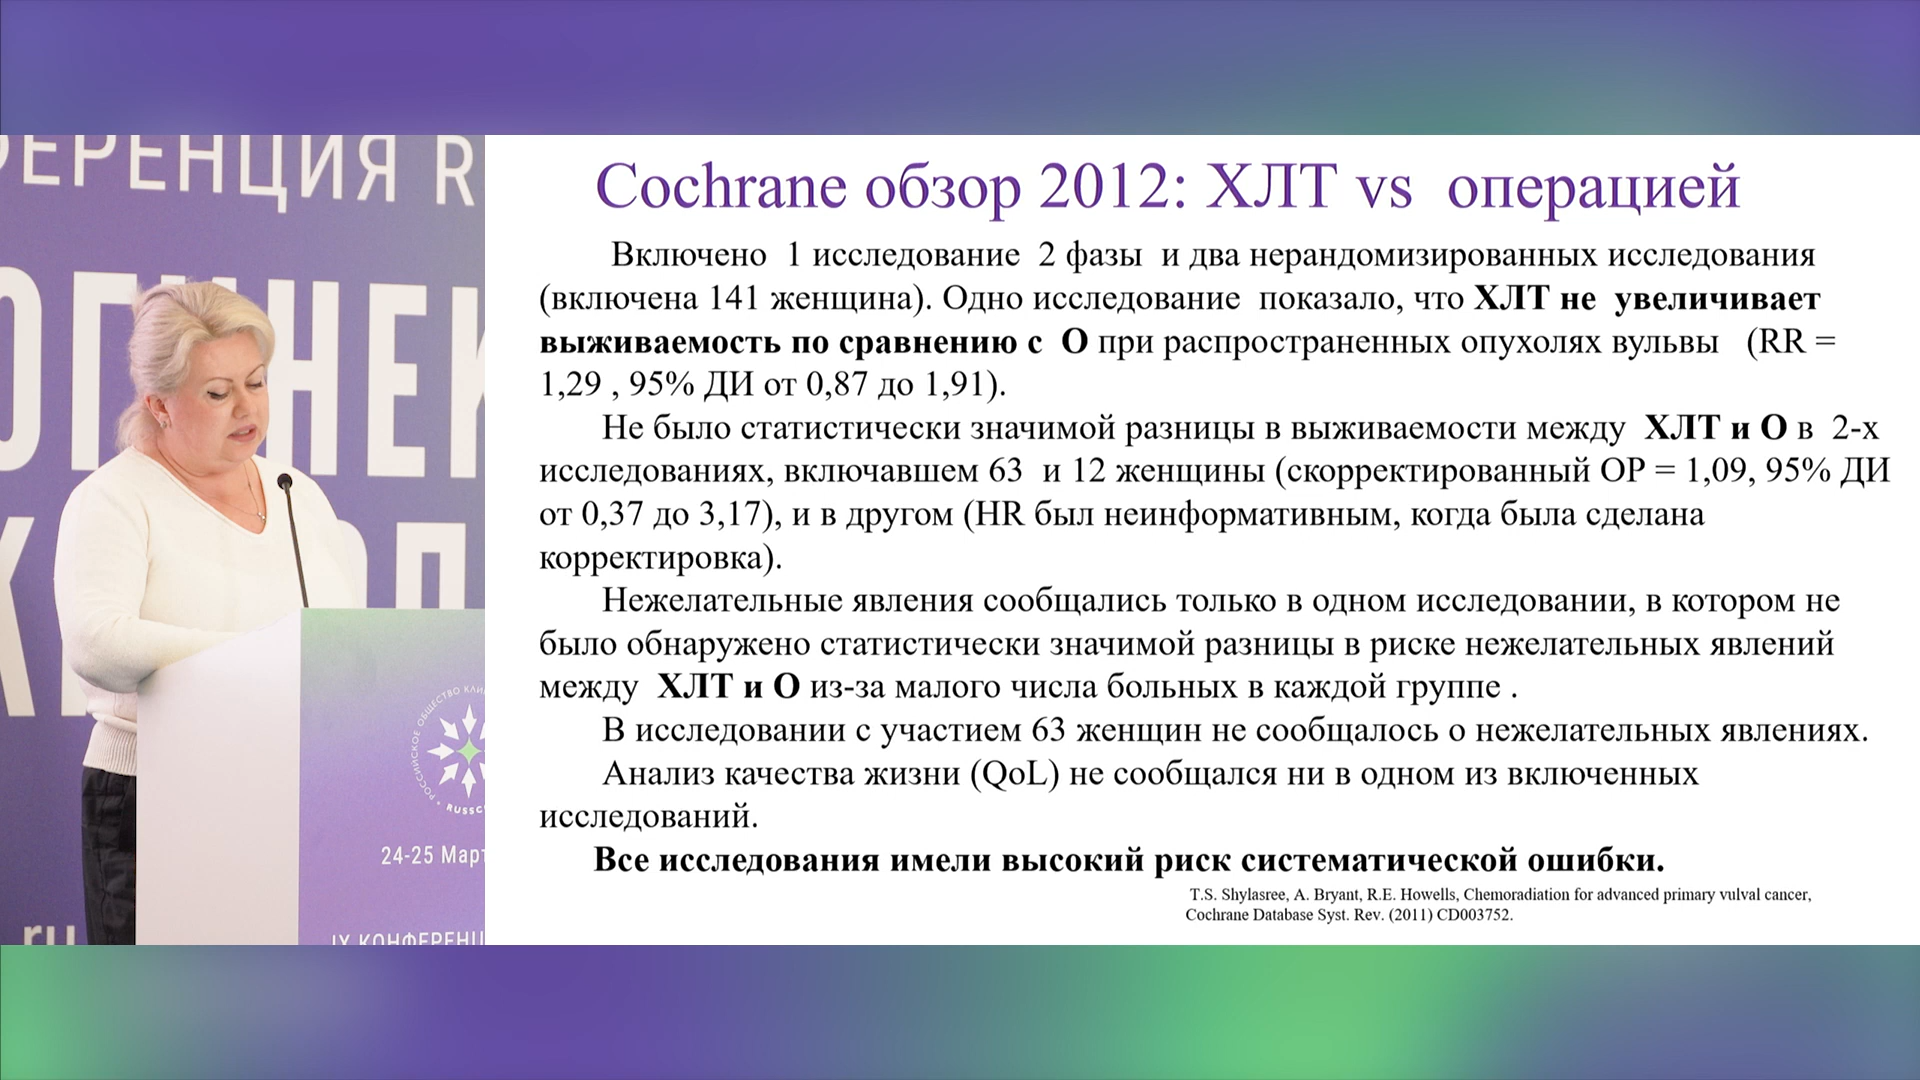 Cochrane обзор 2012: ХЛТ vs операцией
Включено 1 исследование 2 фазы и два нерандомизированных исследования
(включена 141 женщина). Одно исследование показало, что ХЛТ не увеличивает
выживаемость по сравнению с О при распространенных опухолях вульвы (RR =
1,29 , 95% ДИ от 0,87 до 1,91).
Не было статистически значимой разницы в выживаемости между ХЛТ и О в 2-х
исследованиях, включавшем 63 и 12 женщины (скорректированный ОР = 1,09, 95% ДИ
от 0,37 до 3,17), и в другом (HR был неинформативным, когда была сделана
корректировка).
Нежелательные явления сообщались только в одном исследовании, в котором не
было обнаружено статистически значимой разницы в риске нежелательных явлений
между ХЛТ и О из-за малого числа больных в каждой группе .
В исследовании с участием 63 женщин не сообщалось о нежелательных явлениях.
Анализ качества жизни (QoL) не сообщался ни в одном из включенных
исследований.
Все исследования имели высокий риск систематической ошибки.
T.S. Shylasree, A. Bryant, R.E. Howells, Chemoradiation for advanced primary vulval cancer,
Cochrane Database Syst. Rev. (2011) CD003752.
ФЕРЕНЦИЯ R
ОГИНЕК
РОССИЙСКОЕ ОБЩЕСТВО КЛИ
RUSSC
24-25 Март
IX КОНФЕРЕНЦ
.ru